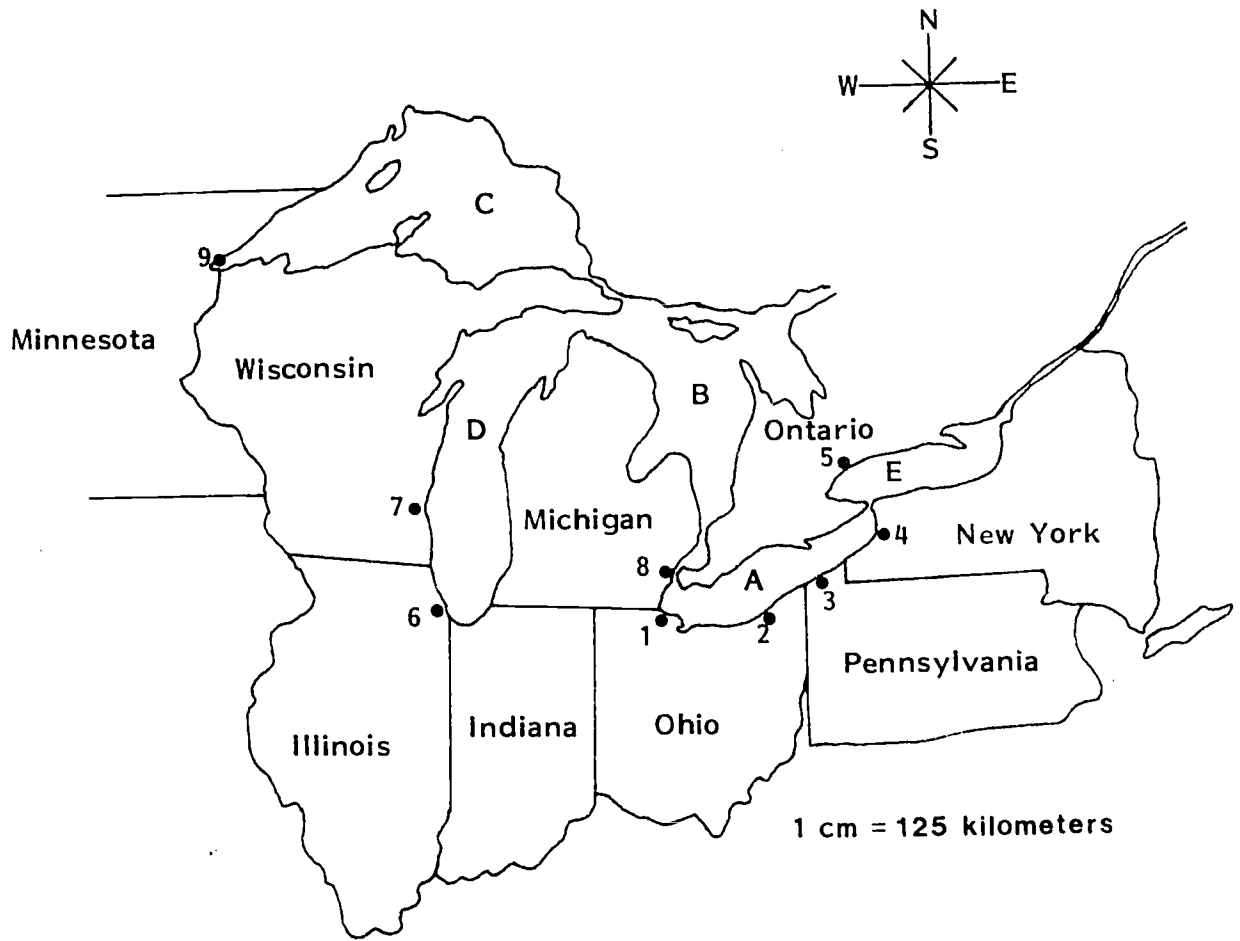 N
W E
S
C
9
Minnesota
Wisconsin
B
D
Ontario
5
E
7
Michigan
4
New York
8
A
3
6
1
2
Pennsylvania
Illinois
Indiana
Ohio
1 cm = 125 kilometers